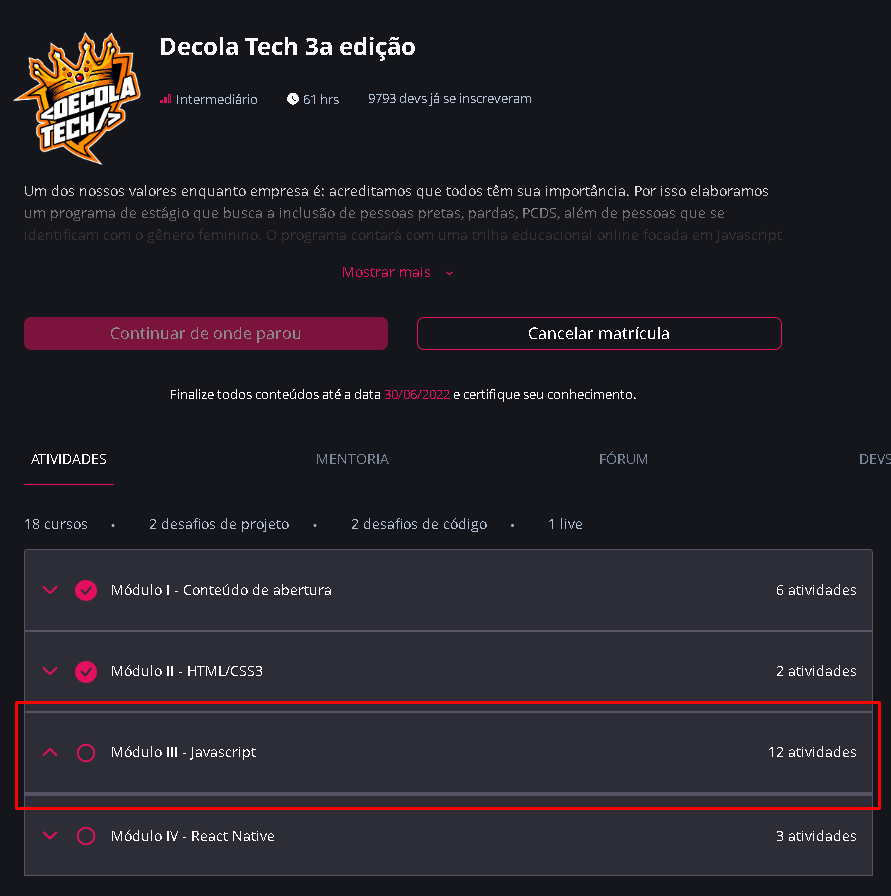 Decola Tech 3a edição
<DECOLA
TECH/>
Intermediário 61 hrs 9793 devs já se inscreveram
Um dos nossos valores enquanto empresa é: acreditamos que todos têm sua importância. Por isso elaboramos
um programa de estágio que busca a inclusão de pessoas pretas, pardas, PCDS, além de pessoas que se
identificam com o gênero feminino. O programa contará com uma trilha educacional online focada em Javascript
Mostrar mais
Continuar de onde parou Cancelar matrícula
Finalize todos conteúdos até a data 30/06/2022 e certifique seu conhecimento.
ATIVIDADES MENTORIA FÓRUM DEVS
18 cursos • 2 desafios de projeto • 2 desafios de código • 1 live
Módulo I - Conteúdo de abertura 6 atividades
Módulo II - HTML/CSS3 2 atividades
Módulo III - Javascript 12 atividades
Módulo IV - React Native 3 atividades